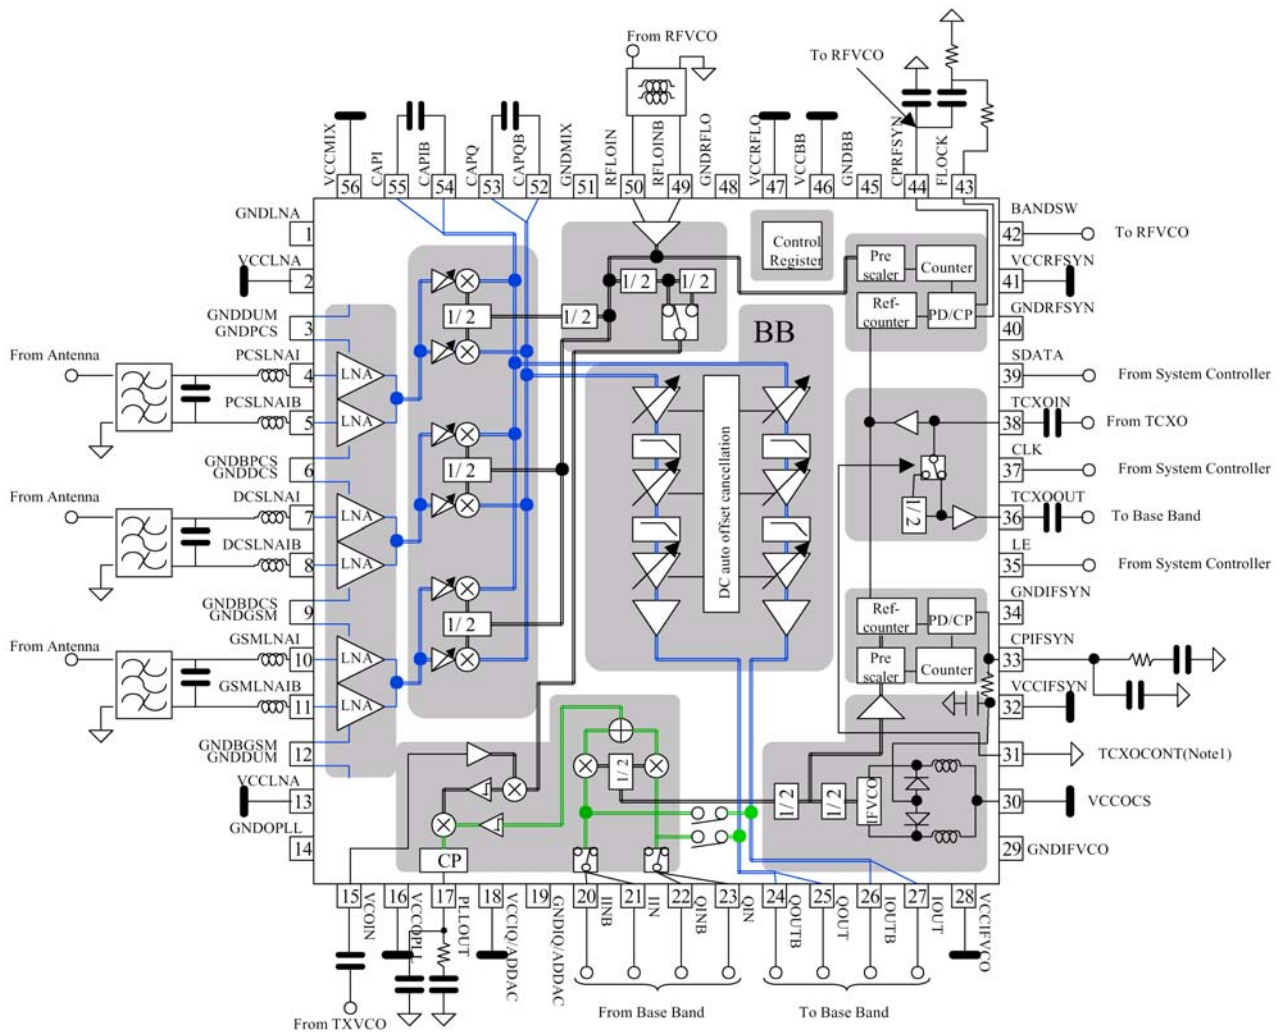 From RFVCO
To RFVCO
VCCMIX
CAPI
CAPIB
CAPQ
CAPQB
GNDMIX
RFLOIN
RFLOINB
GNDRFLO
VCCRFLO
VCCBB
GNDBB
CPRFSYN
FLOCK
56
55
54
53
52
51
50
49
48
47
46
45
44
43
GNDLNA
1
VCCLNA
2
GNDDUM
GNDPCS
3
From Antenna
PCSLNAI
4
PCSLNAIB
5
GNDBPCS
GNDDCS
6
From Antenna
DCSLNAI
7
DCSLNAIB
8
GNDBDCS
GNDGSM
9
From Antenna
GSMLNAI
10
GSMLNAIB
11
GNDBGSM
GNDDUM
12
VCCLNA
13
GNDOPLL
14
LNA
LNA
LNA
LNA
LNA
LNA
1/ 2
1/ 2
1/ 2
1/ 2
1/ 2
1/ 2
Control
Register
BB
DC auto offset cancellation
Pre
scaler
Counter
Ref-
counter
PD/CP
1/ 2
Ref-
counter
PD/CP
Pre
scaler
Counter
1/ 2
1/ 2
1/ 2
IFVCO
CP
BANDSW
42
To RFVCO
41
VCCRFSYN
GNDRFSYN
40
SDATA
39
From System Controller
TCXOIN
38
From TCXO
CLK
37
From System Controller
TCXOOUT
36
To Base Band
LE
35
From System Controller
GNDIFSYN
34
CPIFSYN
33
VCCIFSYN
32
31
TCXOCONT(Note1)
30
VCCOCS
29
GNDIFVCO
15
16
17
18
19
20
21
22
23
24
25
26
27
28
VCOIN
VCCOPLL
PLLOUT
VCCIQ/ADDAC
GNDIQ/ADDAC
IINB
IIN
QINB
QIN
QOUTB
QOUT
IOUTB
IOUT
VCCIFVCO
From TXVCO
From Base Band
To Base Band